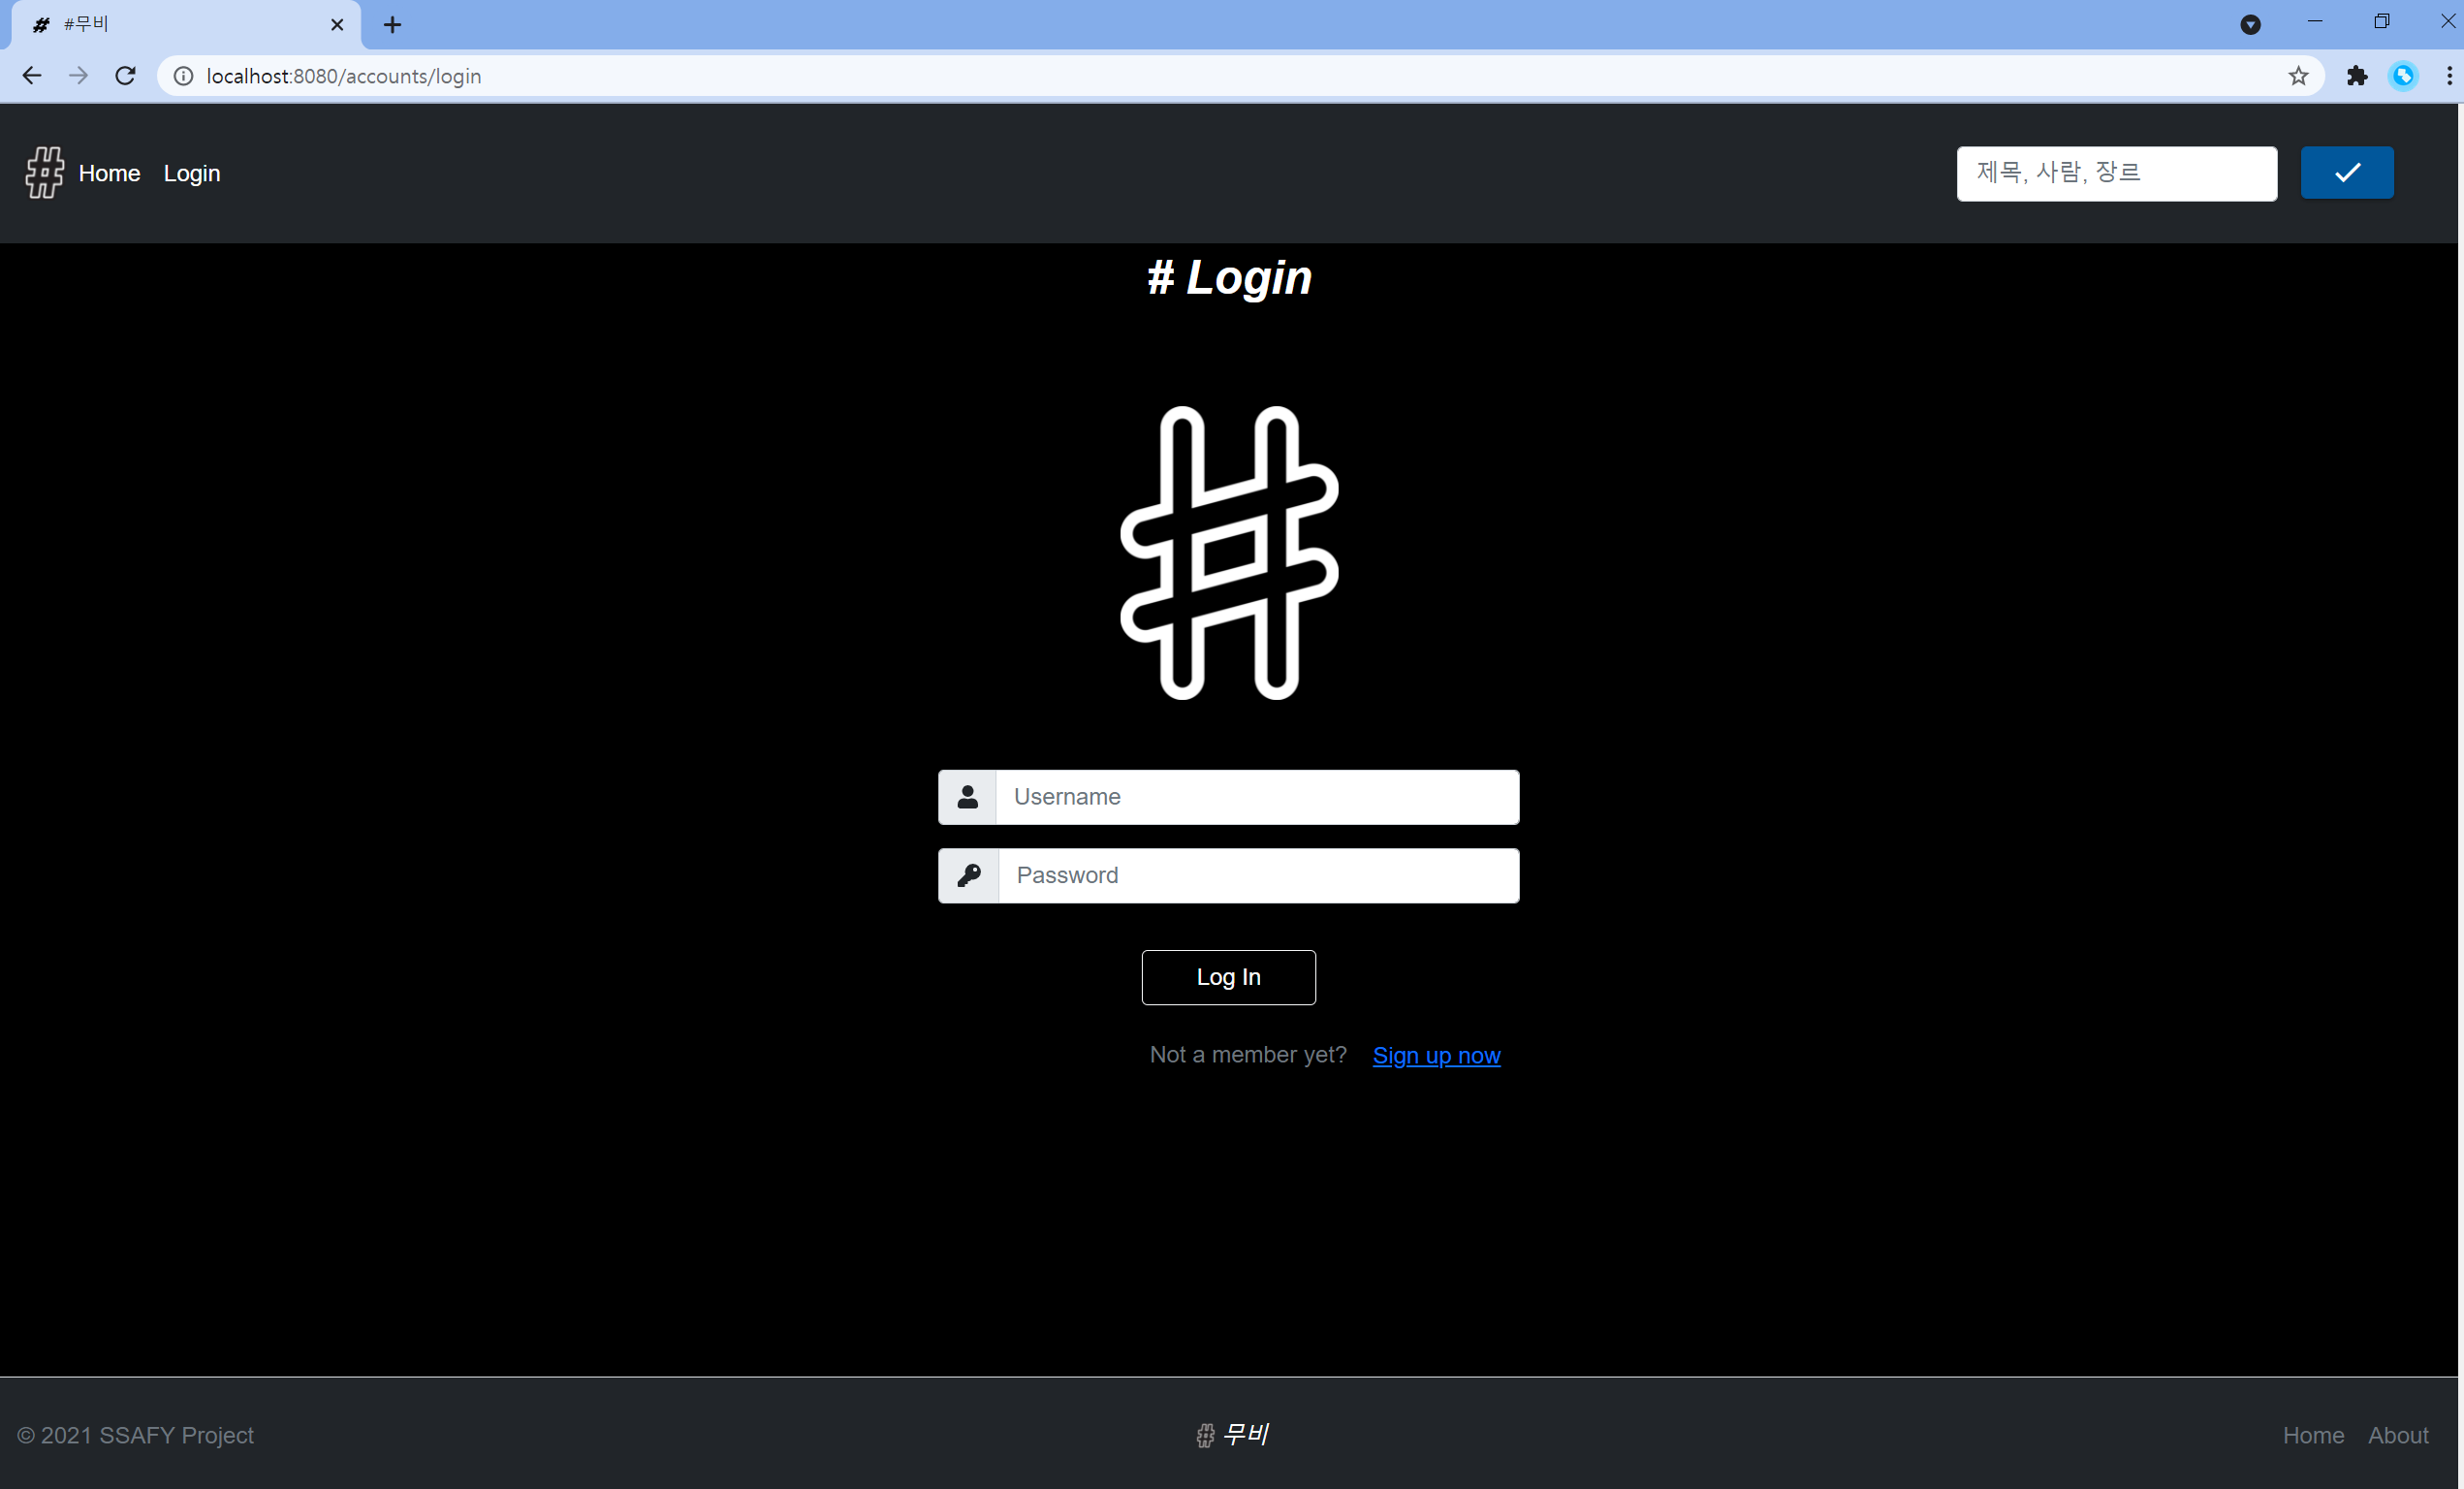 #무비
localhost:8080/accounts/login
Home Login
제목, 사람, 장르
# Login
Username
Password
Log In
Not a member yet? Sign up now
© 2021 SSAFY Project
# 무비
Home About